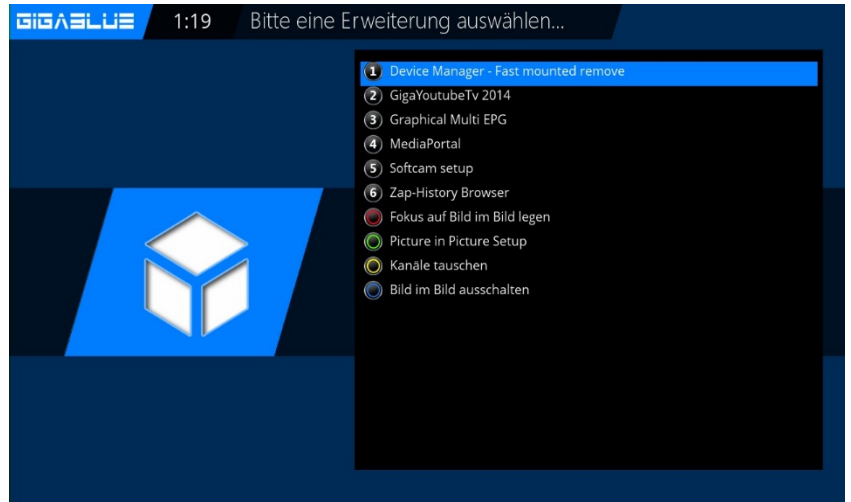 GIGABLUE
1:19
Bitte eine Erweiterung auswählen...
1 Device Manager - Fast mounted remove
2 GigaYoutubeTv 2014
3 Graphical Multi EPG
4 MediaPortal
5 Softcam setup
6 Zap-History Browser
Fokus auf Bild im Bild legen
Picture in Picture Setup
Kanäle tauschen
Bild im Bild ausschalten